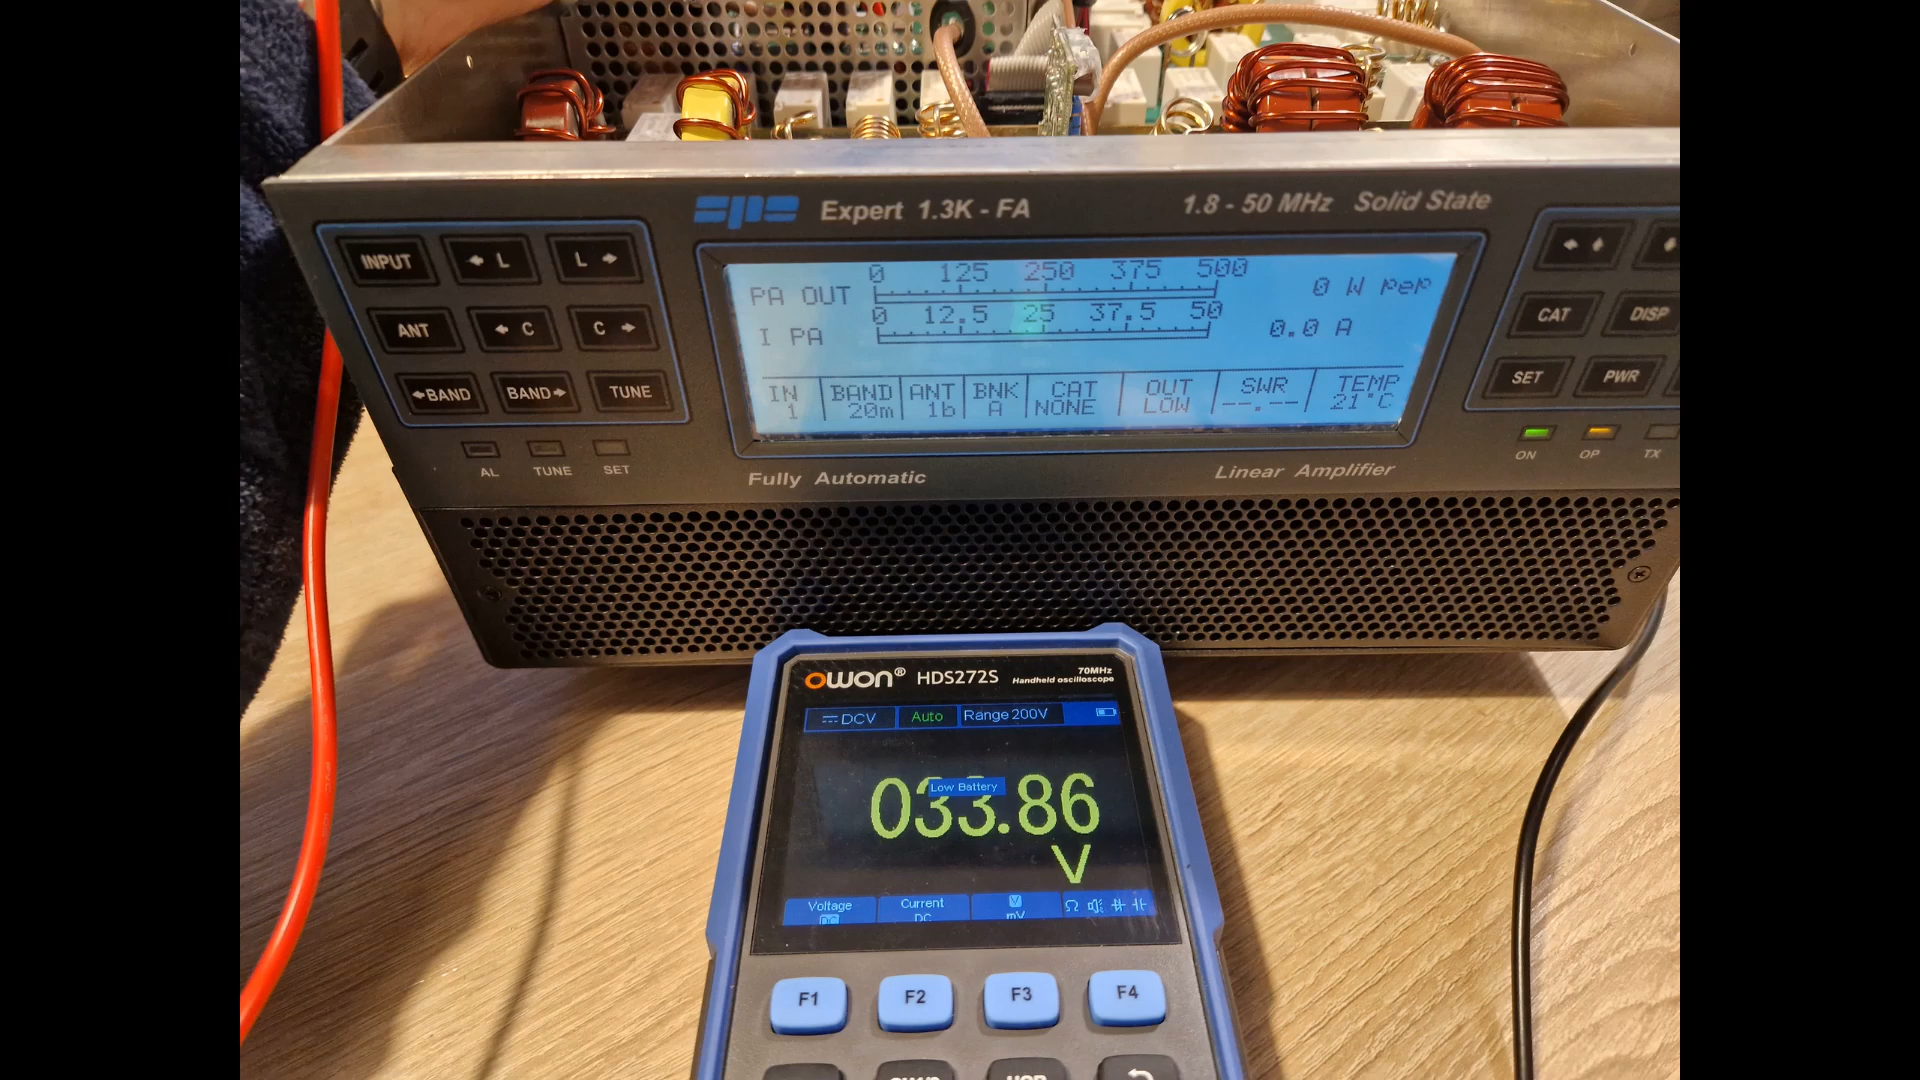 spe Expert 1.3K - FA
1.8 - 50 MHz Solid State
INPUT
L
L
ANT
C
C
BAND
BAND
TUNE
AL
TUNE
SET
0 125 250 375 500
PA OUT
0 W pep
0 12.5 25 37.5 50
I PA
0.0 A
IN BAND ANT BNK CAT OUT SWR TEMP
1 20m 1b A NONE LOW --.-- 21°C
CAT
DISP
SET
PWR
ON
OP
TX
Fully Automatic
Linear Amplifier
OWON® HDS272S
70MHz
Handheld oscilloscope
DCV Auto Range 200V
Low Battery
033.86
V
Voltage Current V
DC DC mV
F1 F2 F3 F4